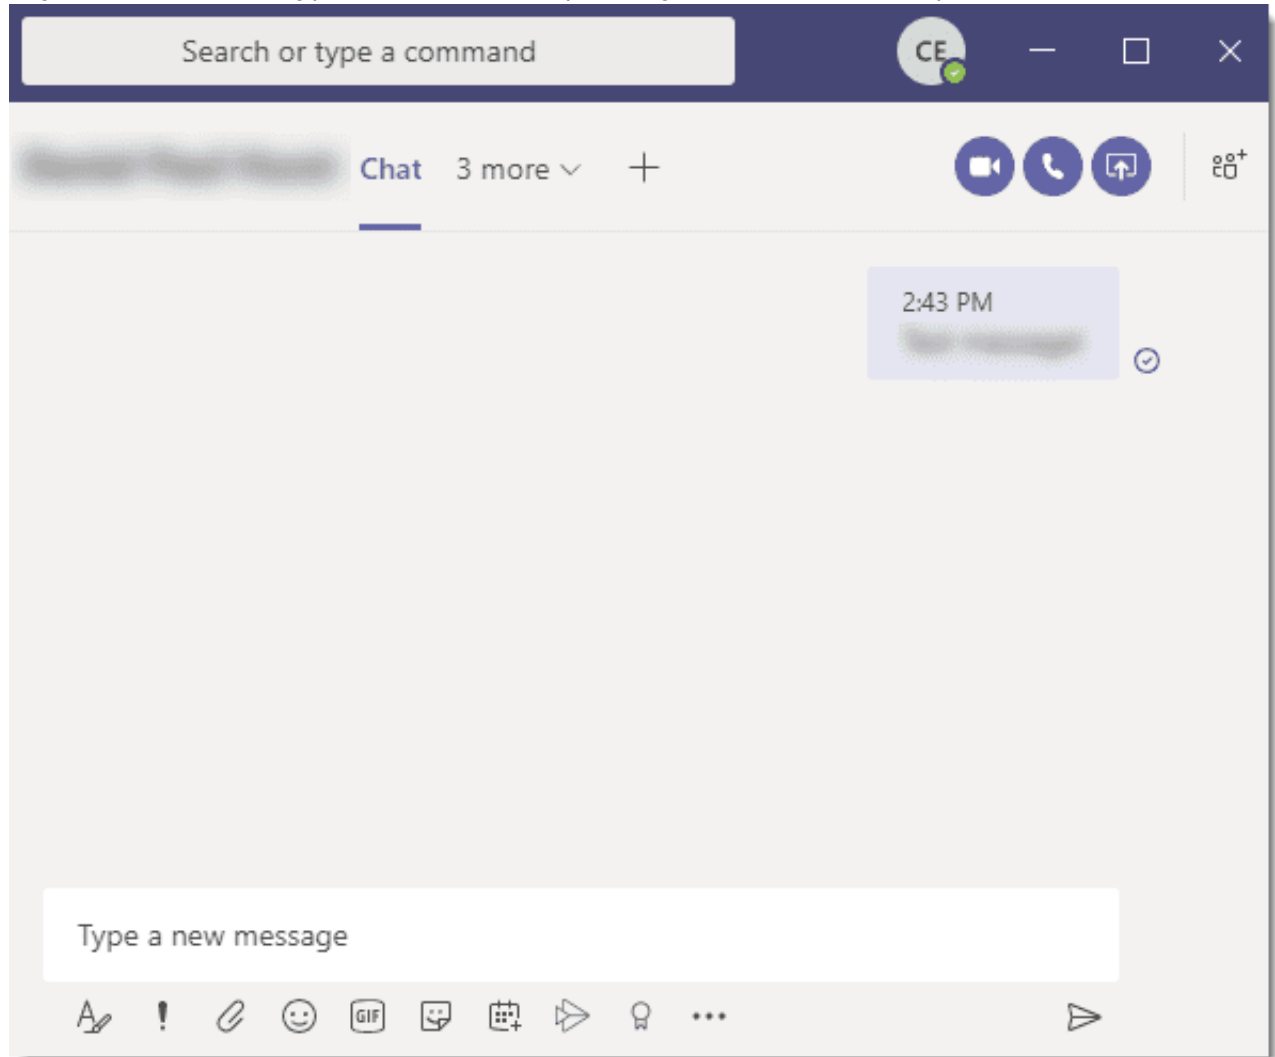 Search or type a command
CE
Chat 3 more
2:43 PM
Type a new message
GIF